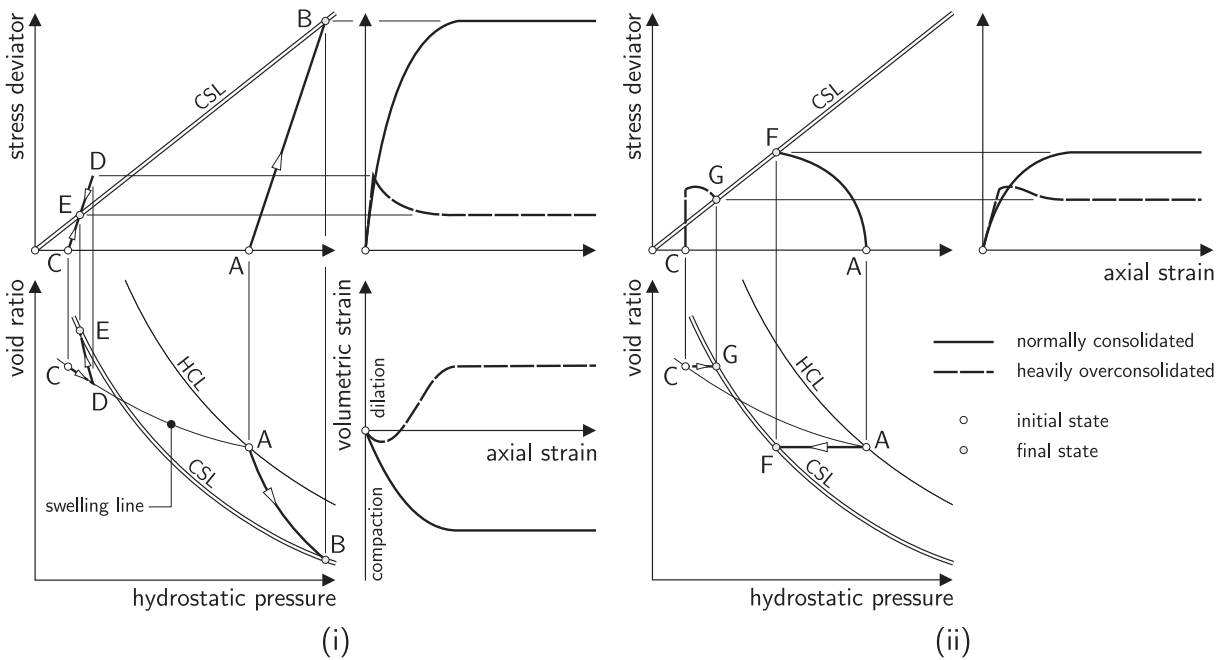 stress deviator
B
CSL
D
E
C
A
void ratio
E
HCL
C
D
A
CSL
swelling line
B
hydrostatic pressure
volumetric strain
dilation
compaction
axial strain
(i)
stress deviator
CSL
F
G
C
A
axial strain
void ratio
HCL
G
C
A
F
CSL
hydrostatic pressure
normally consolidated
heavily overconsolidated
initial state
final state
(ii)